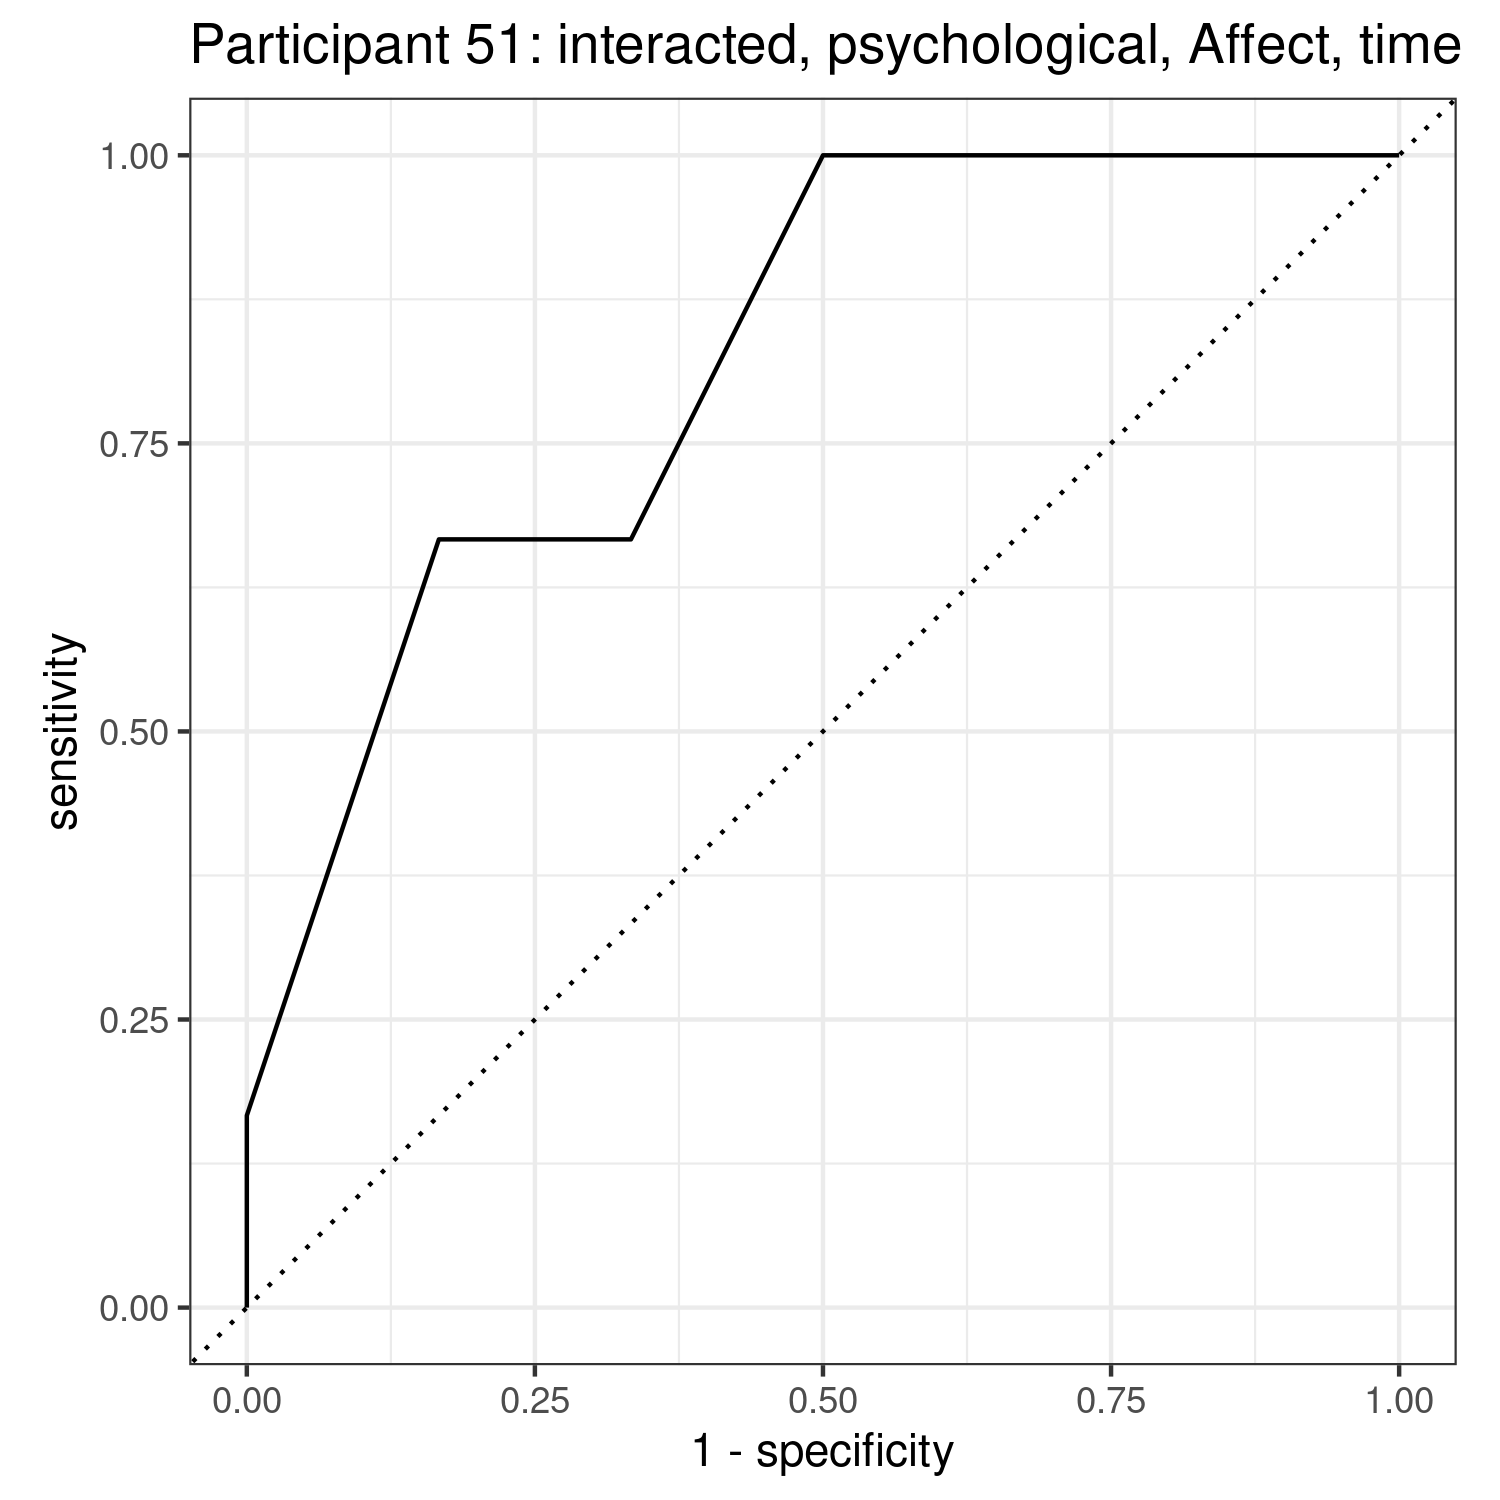 Participant 51: interacted, psychological, Affect, time
1.00
0.75
0.50
0.25
0.00
sensitivity
0.00 0.25 0.50 0.75 1.00
1 - specificity